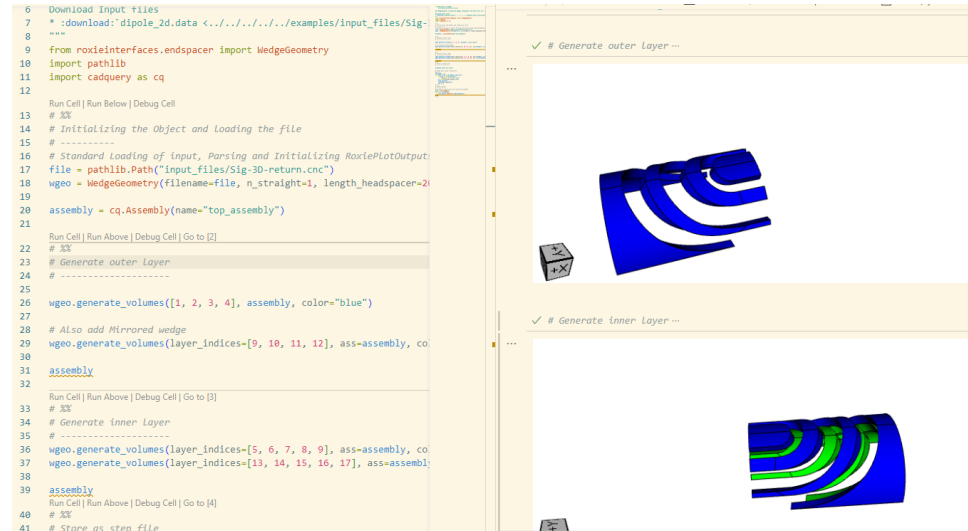 6 Download Input files
7 * :download:`dipole_2d.data <../../../../../examples/input_files/Sig-
8 """
9 from roxieinterfaces.endspacer import WedgeGeometry
10 import pathlib
11 import cadquery as cq
12
Run Cell | Run Below | Debug Cell
13 # %%
14 # Initializing the Object and loading the file
15 # ----------
16 # Standard Loading of input, Parsing and Initializing RoxiePlotOutputs
17 file = pathlib.Path("input_files/Sig-3D-return.cnc")
18 wgeo = WedgeGeometry(filename=file, n_straight=1, length_headspacer=20
19
20 assembly = cq.Assembly(name="top_assembly")
21
Run Cell | Run Above | Debug Cell | Go to [2]
22 # %%
23 # Generate outer layer
24 # --------------------
25
26 wgeo.generate_volumes([1, 2, 3, 4], assembly, color="blue")
27
28 # Also add Mirrored wedge
29 wgeo.generate_volumes(layer_indices=[9, 10, 11, 12], ass=assembly, co
30
31 assembly
32
Run Cell | Run Above | Debug Cell | Go to [3]
33 # %%
34 # Generate inner layer
35 # --------------------
36 wgeo.generate_volumes(layer_indices=[5, 6, 7, 8, 9], ass=assembly, co
37 wgeo.generate_volumes(layer_indices=[13, 14, 15, 16, 17], ass=assembl
38
39 assembly
Run Cell | Run Above | Debug Cell | Go to [4]
40 # %%
41 # Store as step file
✓ # Generate outer layer ···
···
+Y
+X
✓ # Generate inner layer ···
···
+Y